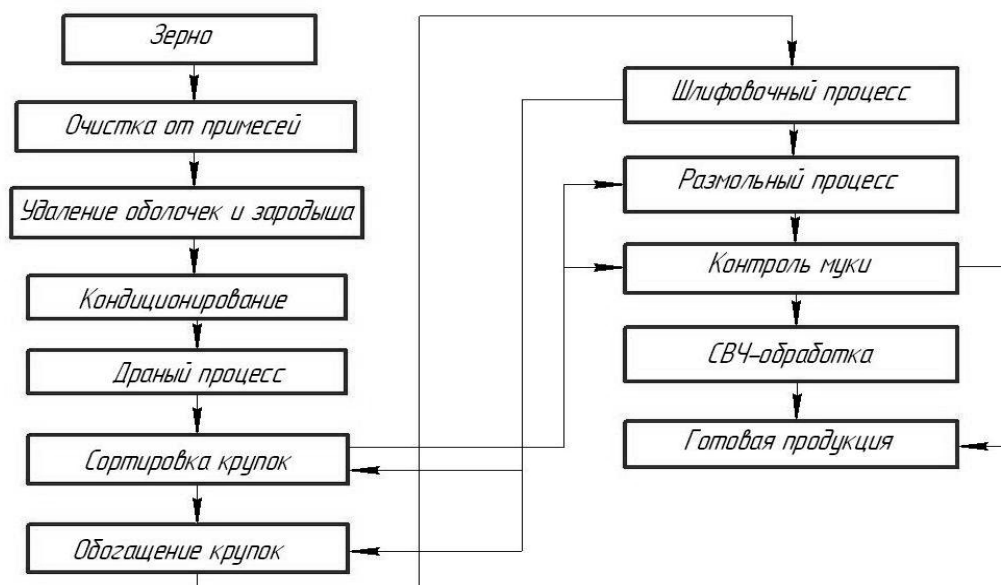 Зерно
Очистка от примесей
Удаление оболочек и зародыша
Кондиционирование
Драный процесс
Сортировка крупок
Обогащение крупок
Шлифовочный процесс
Размольный процесс
Контроль муки
СВЧ-обработка
Готовая продукция